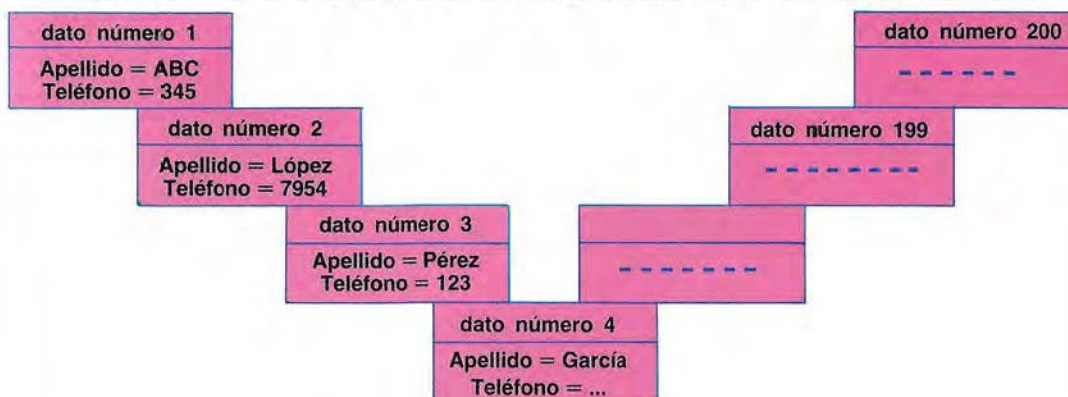 dato número 1
Apellido = ABC
Teléfono = 345
dato número 2
Apellido = López
Teléfono = 7954
dato número 3
Apellido = Pérez
Teléfono = 123
dato número 4
Apellido = García
Teléfono = ...
dato número 199
dato número 200